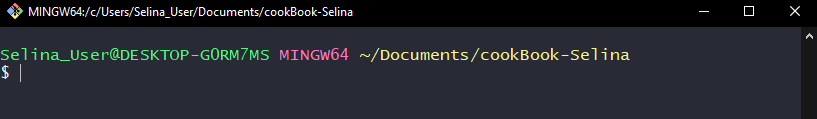 MINGW64:/c/Users/Selina_User/Documents/cookBook-Selina
Selina_User@DESKTOP-G0RM7MS MINGW64 ~/Documents/cookBook-Selina
$